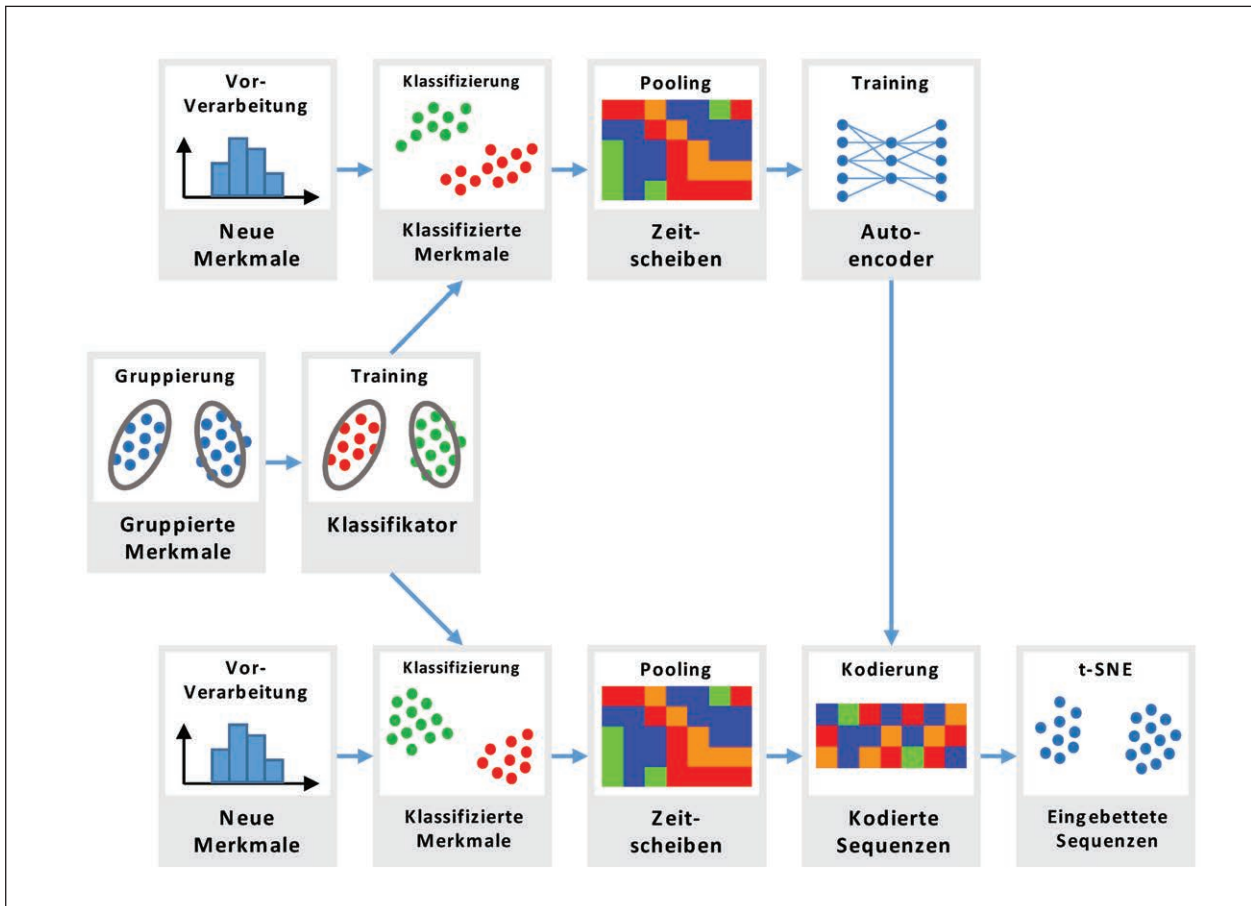 Vor-
Verarbeitung
Neue
Merkmale
Klassifizierung
Klassifizierte
Merkmale
Pooling
Zeit-
scheiben
Training
Auto-
encoder
Gruppierung
Gruppierte
Merkmale
Training
Klassifikator
Vor-
Verarbeitung
Neue
Merkmale
Klassifizierung
Klassifizierte
Merkmale
Pooling
Zeit-
scheiben
Kodierung
Kodierte
Sequenzen
t-SNE
Eingebettete
Sequenzen